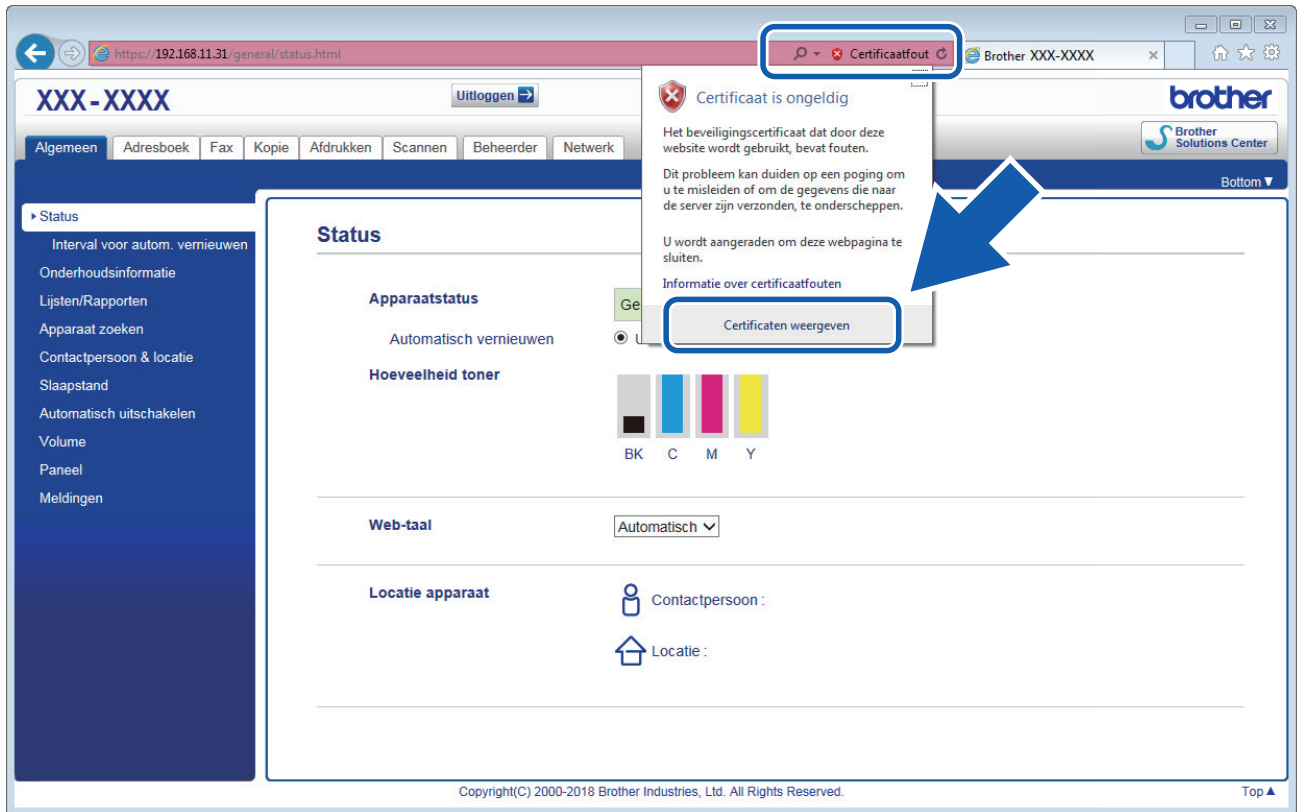 https://192.168.11.31/general/status.html
Certificaatfout
Brother XXX-XXXX
XXX-XXXX
Uitloggen
brother
Algemeen
Adresboek
Fax
Kopie
Afdrukken
Scannen
Beheerder
Netwerk
Brother
Solutions Center
Bottom▼
Certificaat is ongeldig
Het beveiligingscertificaat dat door deze
website wordt gebruikt, bevat fouten.
Dit probleem kan duiden op een poging om
u te misleiden of om de gegevens die naar
de server zijn verzonden, te onderscheppen.
U wordt aangeraden om deze webpagina te
sluiten.
Informatie over certificaatfouten
Certificaten weergeven
Status
Interval voor autom. vernieuwen
Onderhoudsinformatie
Lijsten/Rapporten
Apparaat zoeken
Contactpersoon & locatie
Slaapstand
Automatisch uitschakelen
Volume
Paneel
Meldingen
Status
Apparaatstatus
Ge
Automatisch vernieuwen
Hoeveelheid toner
BK C M Y
Web-taal
Automatisch
Locatie apparaat
Contactpersoon :
Locatie :
Copyright(C) 2000-2018 Brother Industries, Ltd. All Rights Reserved.
Top▲